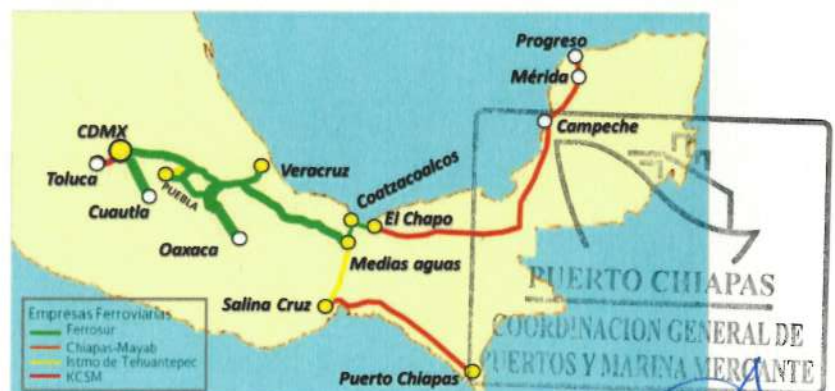 Progreso
Mérida
CDMX
Campeche
Veracruz
Coatzacoalcos
Toluca
PUEBLA
El Chapo
Cuautla
Oaxaca
Medias aguas
PUERTO CHIAPAS
Salina Cruz
Empresas Ferroviarias
Ferrosur
COORDINACION GENERAL DE
Chiapas-Mayab
Istmo de Tehuantepec
PUERTOS Y MARINA MERCANTE
KCSM
Puerto Chiapas